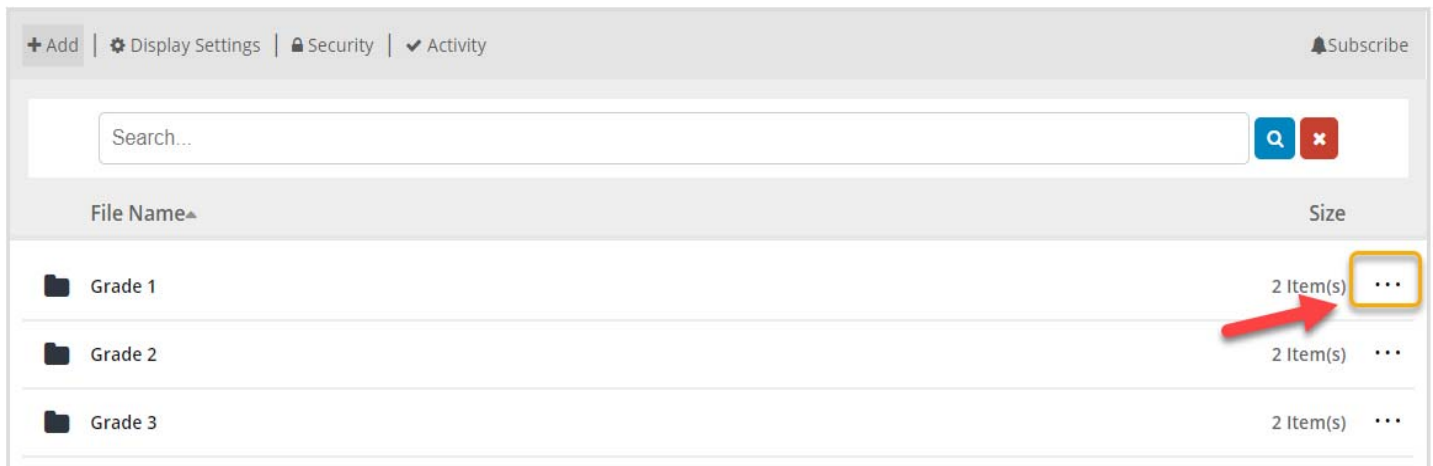 Add | Display Settings | Security | Activity Subscribe
Search...
File Name Size
Grade 1 2 Item(s) ...
Grade 2 2 Item(s) ...
Grade 3 2 Item(s) ...